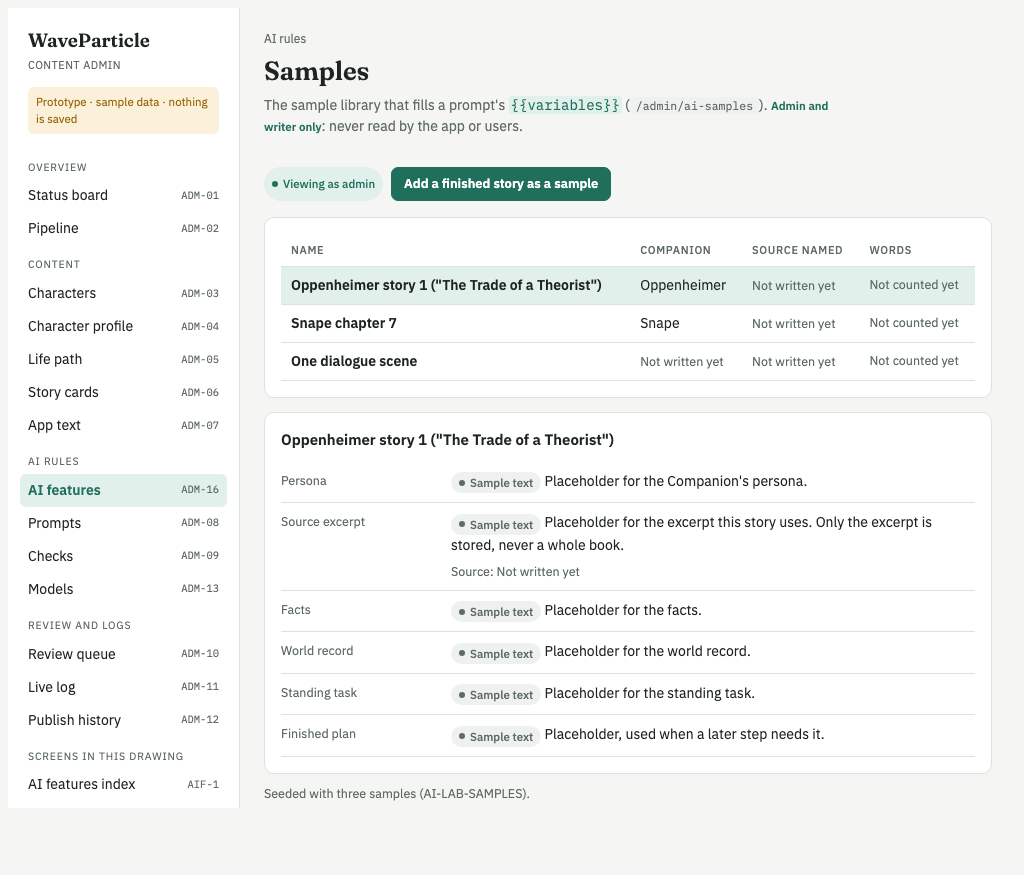 WaveParticle
CONTENT ADMIN
Prototype · sample data · nothing
is saved
OVERVIEW
Status board ADM-01
Pipeline ADM-02
CONTENT
Characters ADM-03
Character profile ADM-04
Life path ADM-05
Story cards ADM-06
App text ADM-07
AI RULES
AI features ADM-16
Prompts ADM-08
Checks ADM-09
Models ADM-13
REVIEW AND LOGS
Review queue ADM-10
Live log ADM-11
Publish history ADM-12
SCREENS IN THIS DRAWING
AI features index AIF-1
AI rules
Samples
The sample library that fills a prompt's {{variables}} ( /admin/ai-samples ). Admin and
writer only: never read by the app or users.
Viewing as admin
Add a finished story as a sample
NAME COMPANION SOURCE NAMED WORDS
Oppenheimer story 1 ("The Trade of a Theorist") Oppenheimer Not written yet Not counted yet
Snape chapter 7 Snape Not written yet Not counted yet
One dialogue scene Not written yet Not written yet Not counted yet
Oppenheimer story 1 ("The Trade of a Theorist")
Persona Sample text Placeholder for the Companion's persona.
Source excerpt Sample text Placeholder for the excerpt this story uses. Only the excerpt is
stored, never a whole book.
Source: Not written yet
Facts Sample text Placeholder for the facts.
World record Sample text Placeholder for the world record.
Standing task Sample text Placeholder for the standing task.
Finished plan Sample text Placeholder, used when a later step needs it.
Seeded with three samples (AI-LAB-SAMPLES).